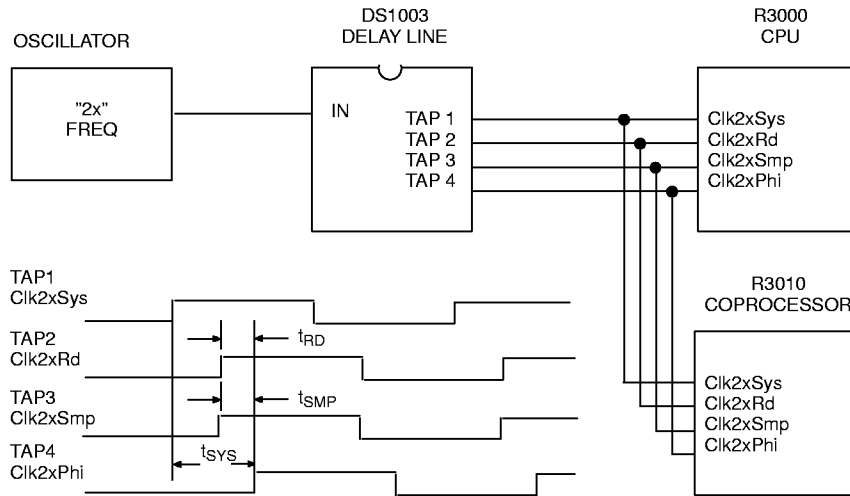 OSCILLATOR
"2x"
FREQ
DS1003
DELAY LINE
IN
TAP 1
TAP 2
TAP 3
TAP 4
R3000
CPU
Clk2xSys
Clk2xRd
Clk2xSmp
Clk2xPhi
R3010
COPROCESSOR
Clk2xSys
Clk2xRd
Clk2xSmp
Clk2xPhi
TAP1
Clk2xSys
TAP2
Clk2xRd
tRD
TAP3
Clk2xSmp
tSMP
TAP4
Clk2xPhi
tSYS